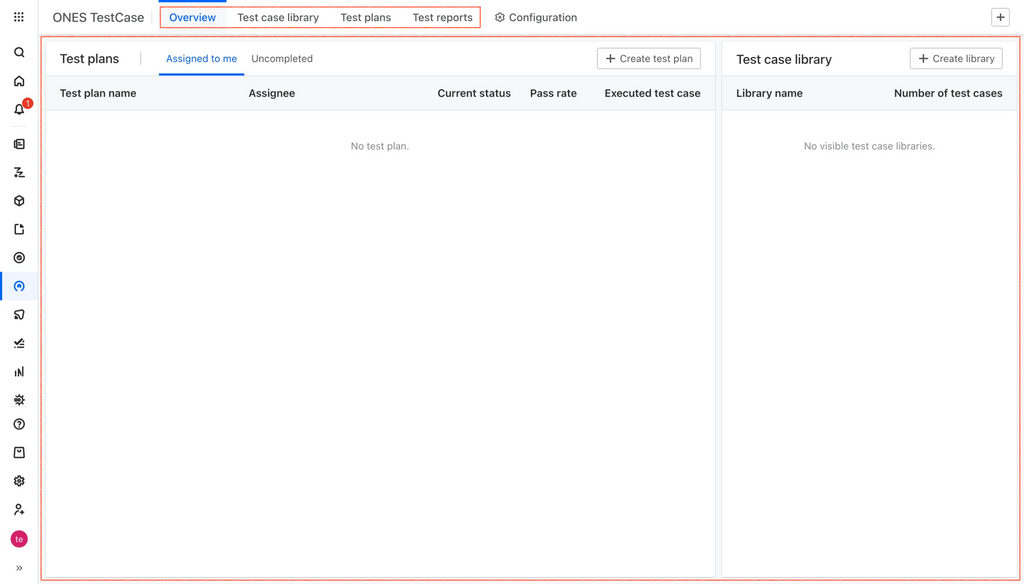 ONES TestCase Overview Test case library Test plans Test reports Configuration
1
Test plans Assigned to me Uncompleted Create test plan
Test plan name Assignee Current status Pass rate Executed test case
No test plan.
Test case library Create library
Library name Number of test cases
No visible test case libraries.
te